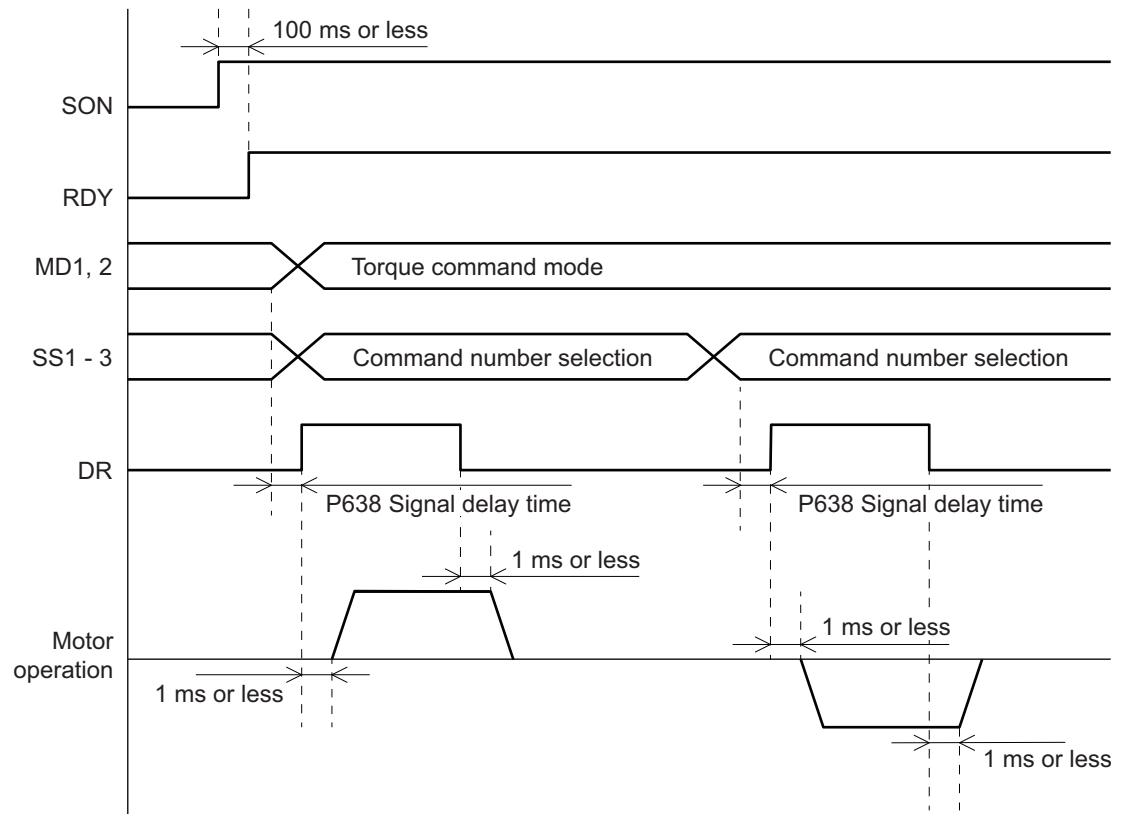 100 ms or less
SON
RDY
MD1, 2
Torque command mode
SS1 - 3
Command number selection
Command number selection
DR
P638 Signal delay time
P638 Signal delay time
1 ms or less
1 ms or less
Motor
operation
1 ms or less
1 ms or less